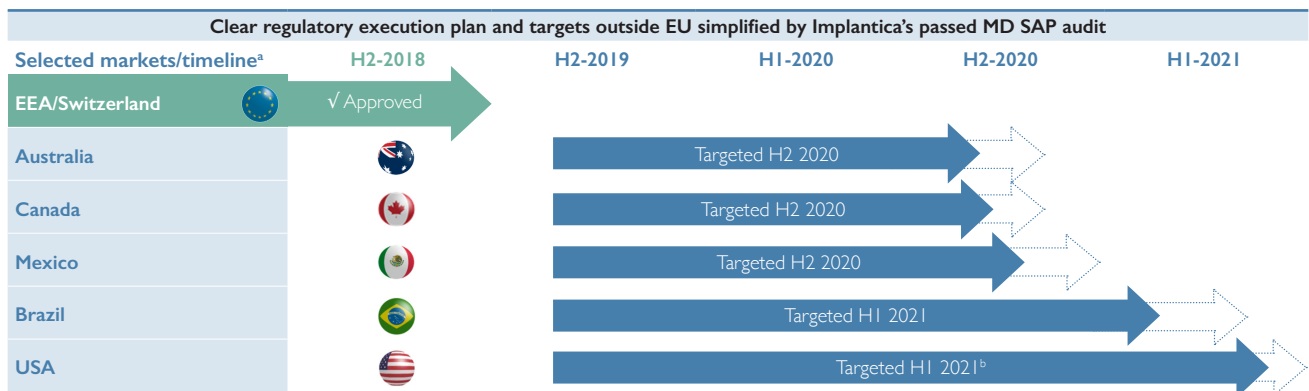 Clear regulatory execution plan and targets outside EU simplified by Implantica's passed MD SAP audit
Selected markets/timelineᵃ H2-2018 H2-2019 H1-2020 H2-2020 H1-2021
EEA/Switzerland √ Approved
Australia Targeted H2 2020
Canada Targeted H2 2020
Mexico Targeted H2 2020
Brazil Targeted H1 2021
USA Targeted H1 2021ᵇ